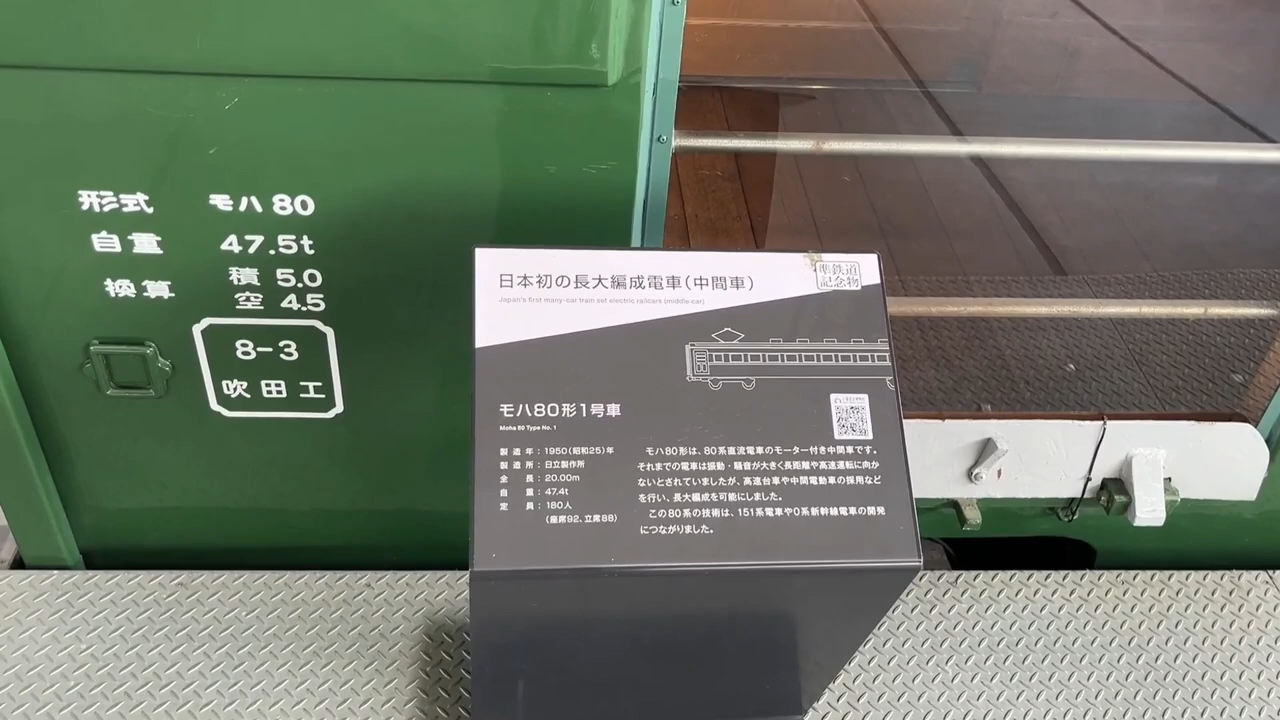 形式 モハ80
自重 47.5t
換算 積 5.0
空 4.5
8-3
吹田工
日本初の長大編成電車(中間車)
Japan's first many-car train set electric railcars (middle car)
準鉄道
記念物
モハ80形1号車
Moha 80 Type No. 1
製造年:1950(昭和25)年
製造所:日立製作所
全長:20.00m
自重:47.4t
定員:180人
(座席92、立席88)
モハ80形は、80系直流電車のモーター付き中間車です。
それまでの電車は振動・騒音が大きく長距離や高速運転に向か
ないとされていましたが、高速台車や中間電動車の採用など
を行い、長大編成を可能にしました。
この80系の技術は、151系電車や0系新幹線電車の開発
につながりました。